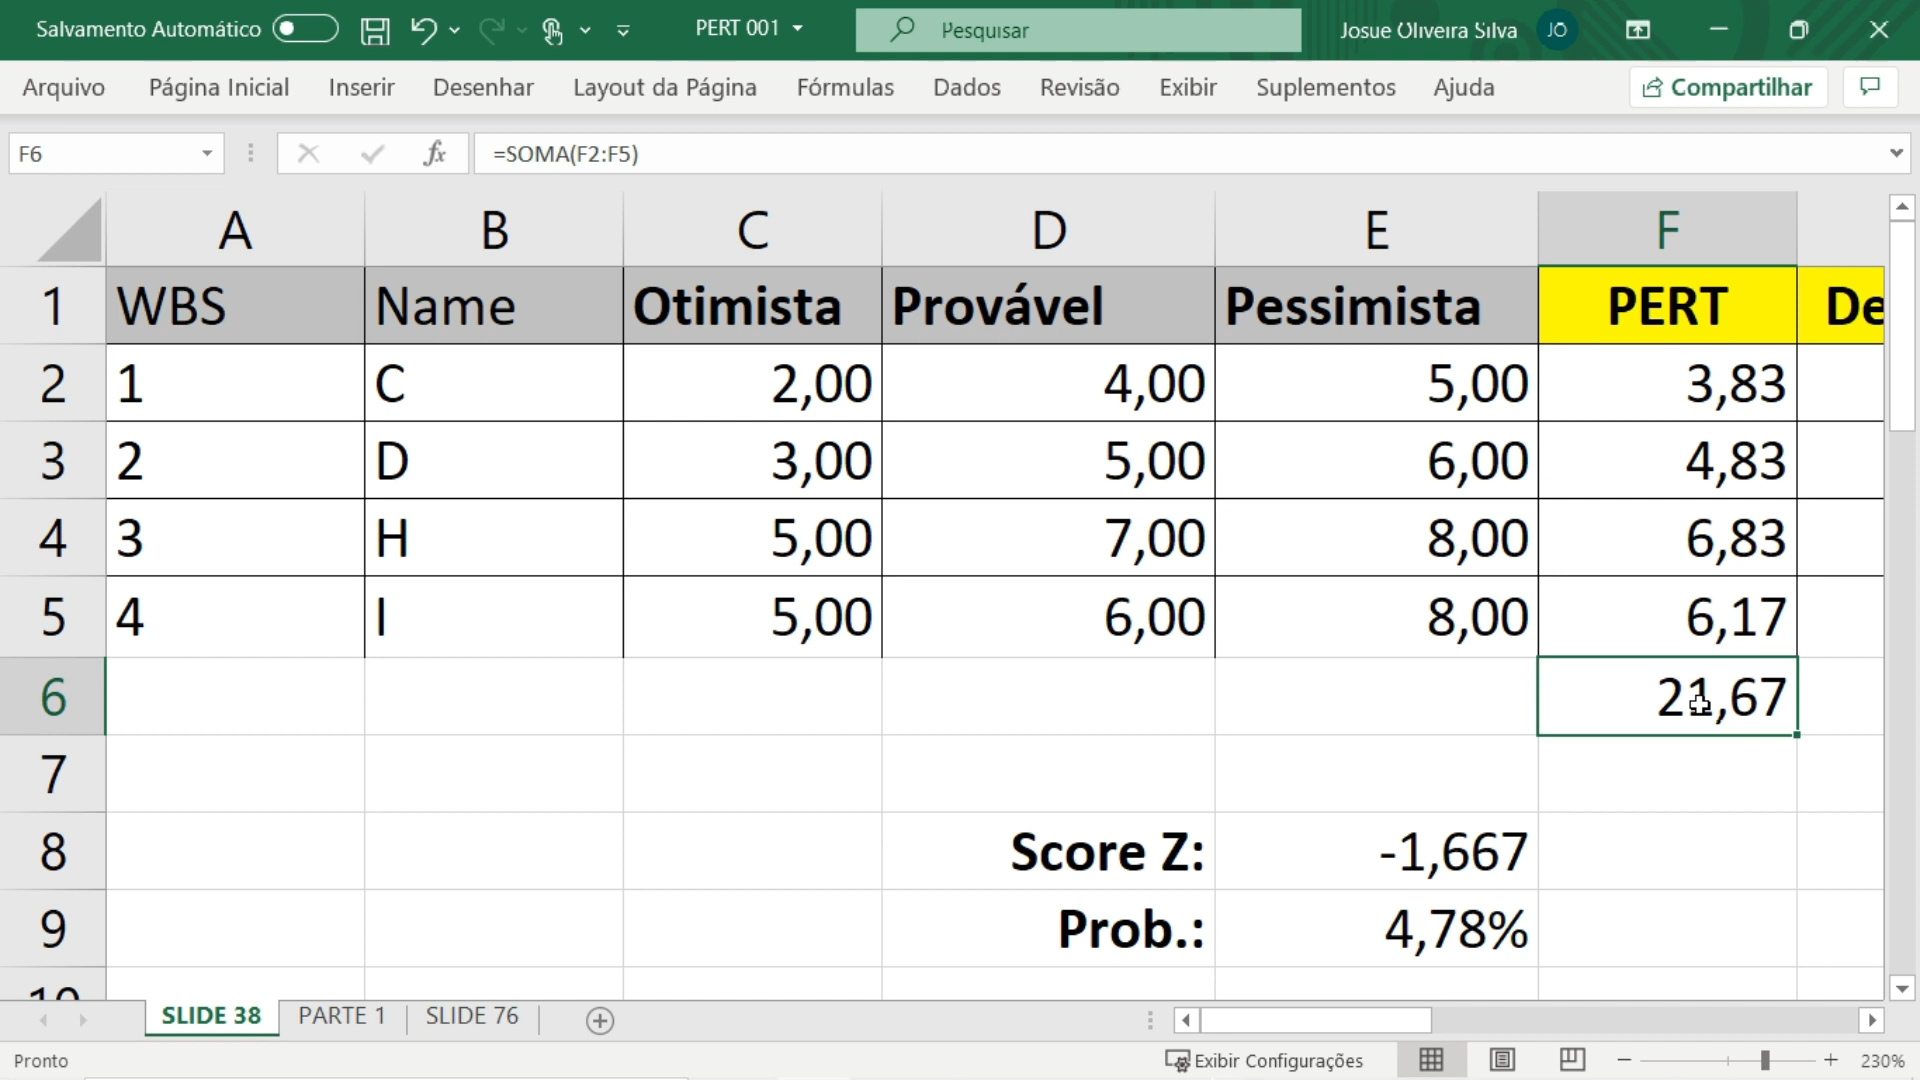 Salvamento Automático PERT 001 Pesquisar Josue Oliveira Silva JO
Arquivo Página Inicial Inserir Desenhar Layout da Página Fórmulas Dados Revisão Exibir Suplementos Ajuda Compartilhar
F6 fx =SOMA(F2:F5)
A B C D E F
1 WBS Name Otimista Provável Pessimista PERT De
2 1 C 2,00 4,00 5,00 3,83
3 2 D 3,00 5,00 6,00 4,83
4 3 H 5,00 7,00 8,00 6,83
5 4 I 5,00 6,00 8,00 6,17
6 21,67
7
8 Score Z: -1,667
9 Prob.: 4,78%
10
SLIDE 38 PARTE 1 SLIDE 76
Pronto Exibir Configurações 230%